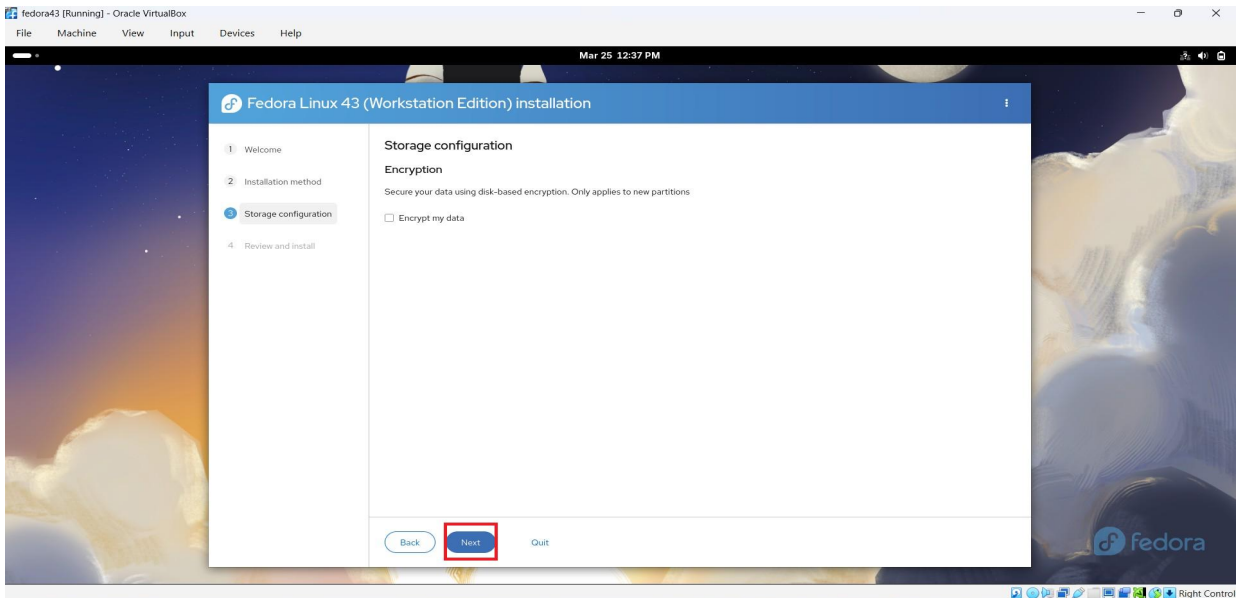 fedora43 [Running] - Oracle VirtualBox
File Machine View Input Devices Help
Mar 25 12:37 PM
Fedora Linux 43 (Workstation Edition) installation
1 Welcome
2 Installation method
3 Storage configuration
4 Review and install
Storage configuration
Encryption
Secure your data using disk-based encryption. Only applies to new partitions
Encrypt my data
Back Next Quit
fedora
Right Control